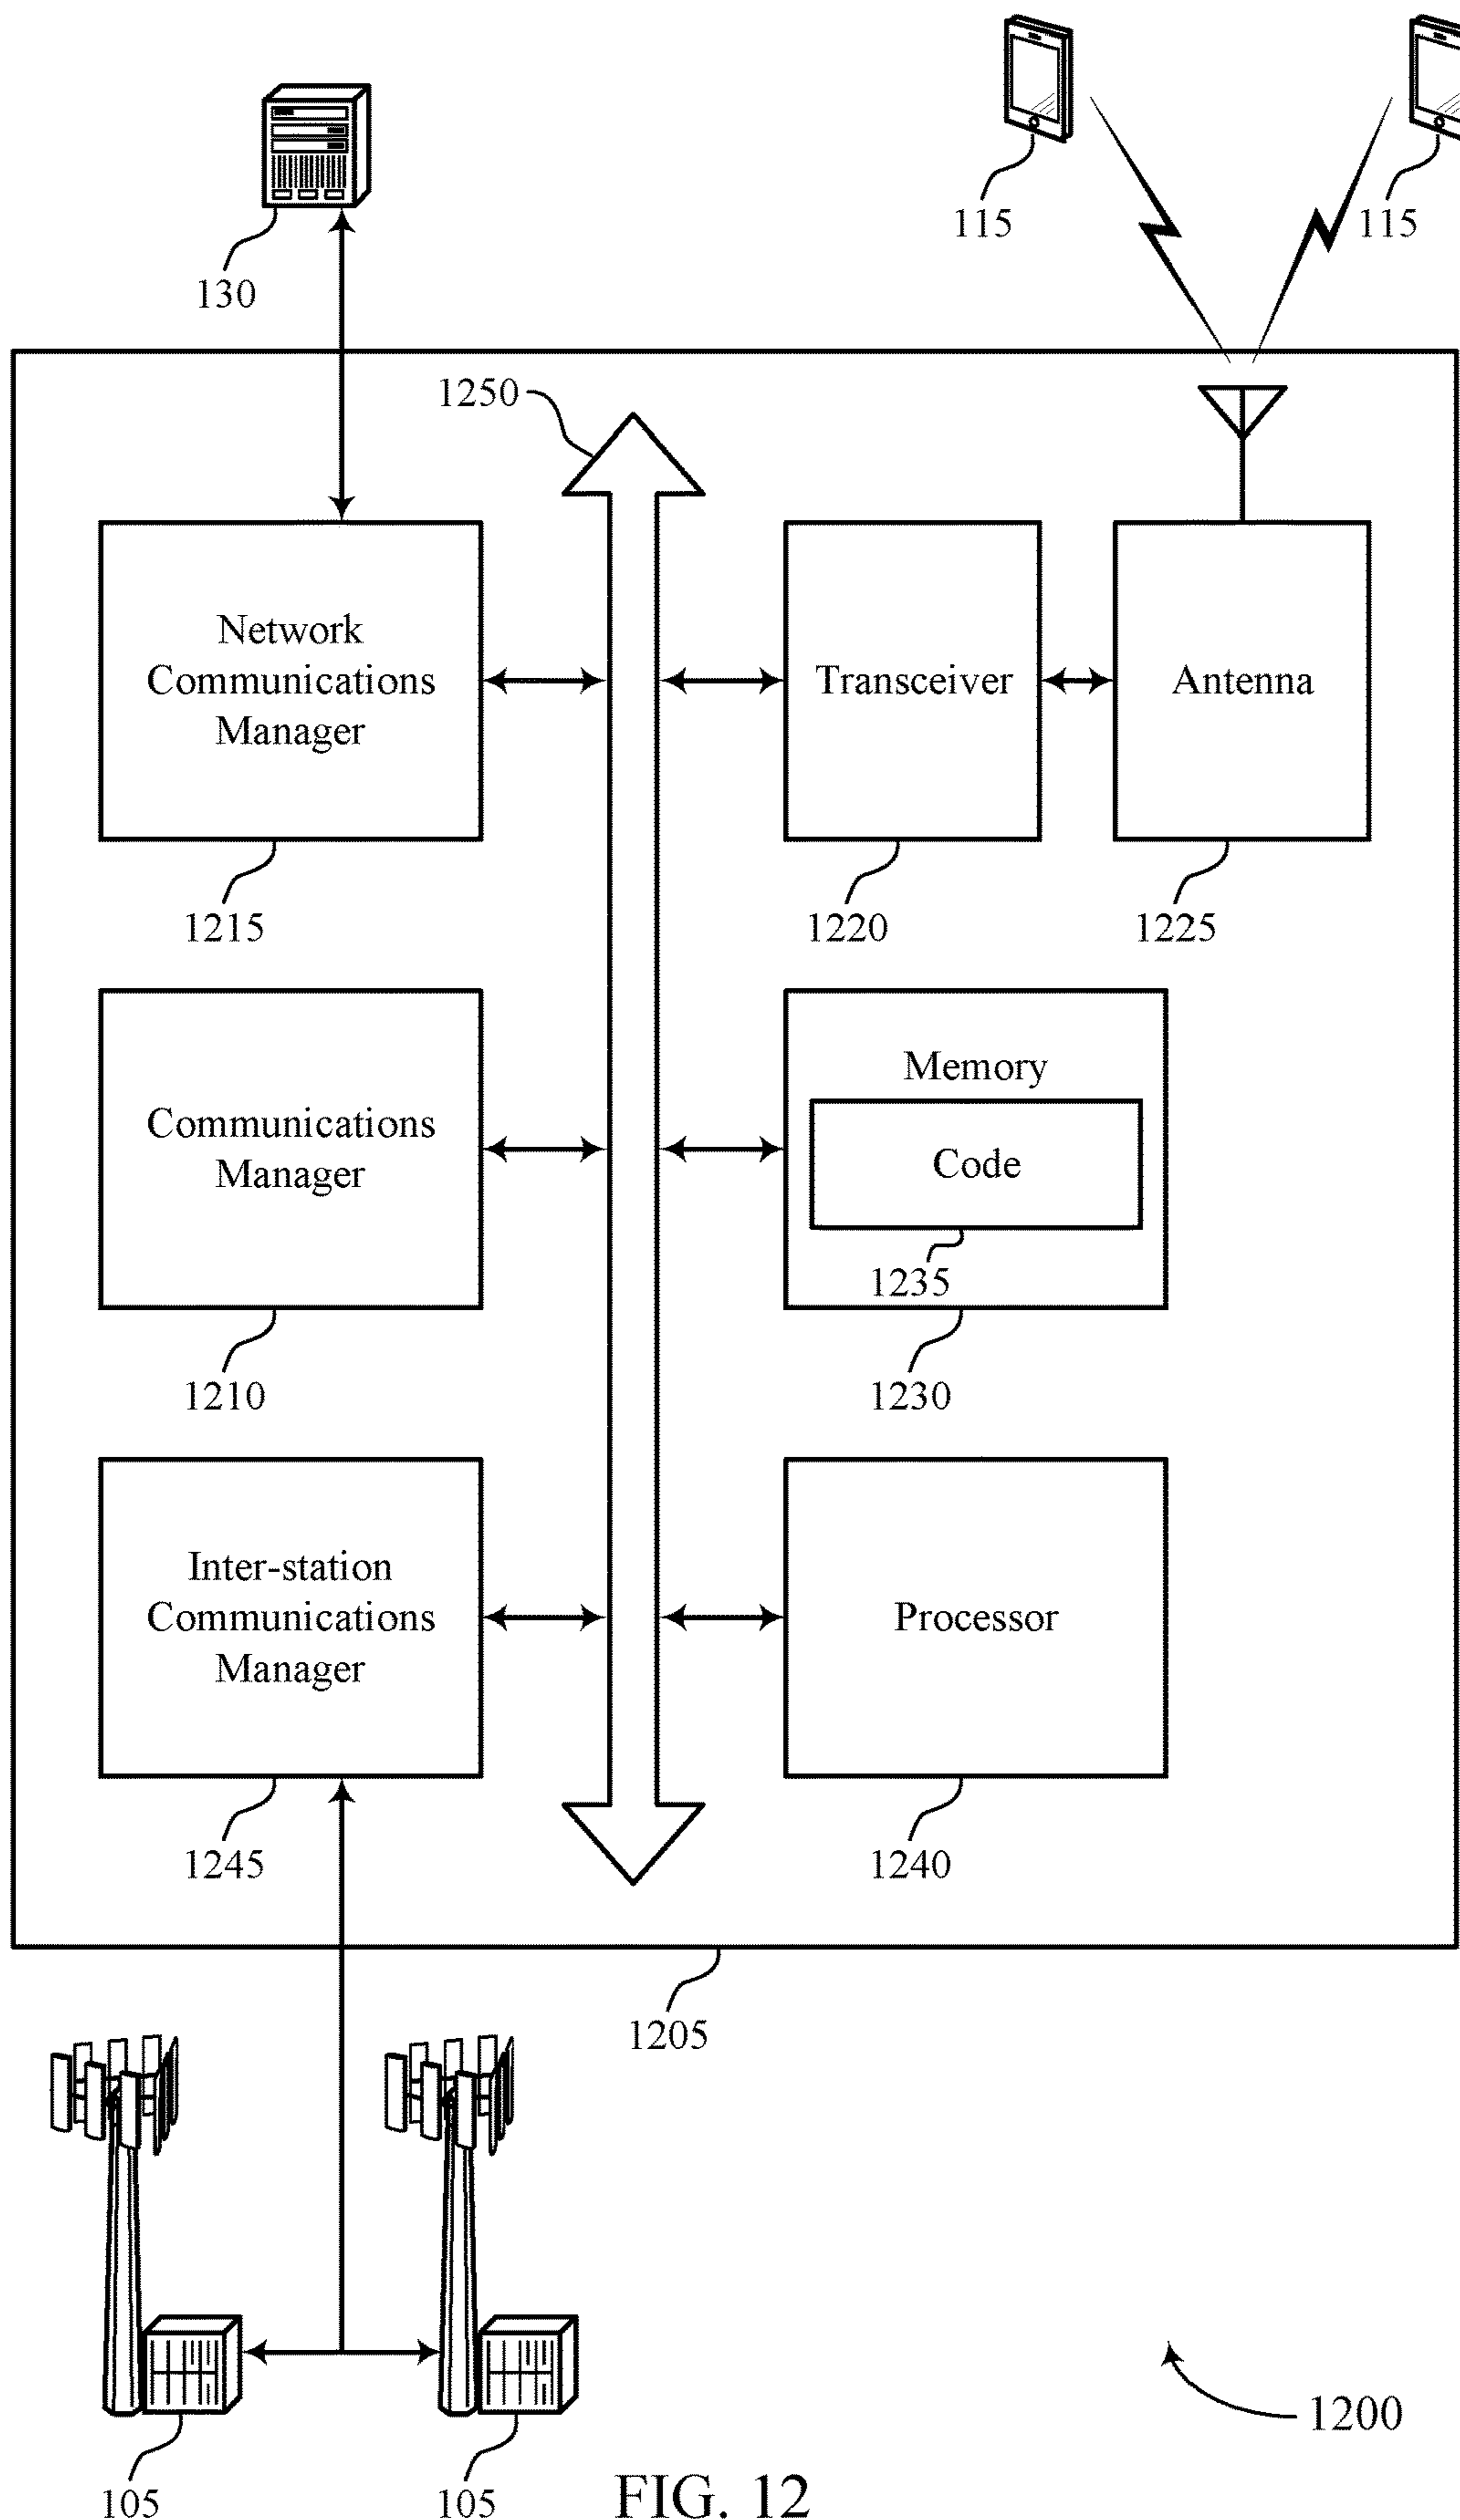 115
115
130
1250
Network
Communications
Manager
Transceiver
Antenna
1215
1220
1225
Communications
Manager
Memory
Code
1235
1210
1230
Inter-station
Communications
Manager
Processor
1245
1240
1205
1200
105
105
FIG. 12